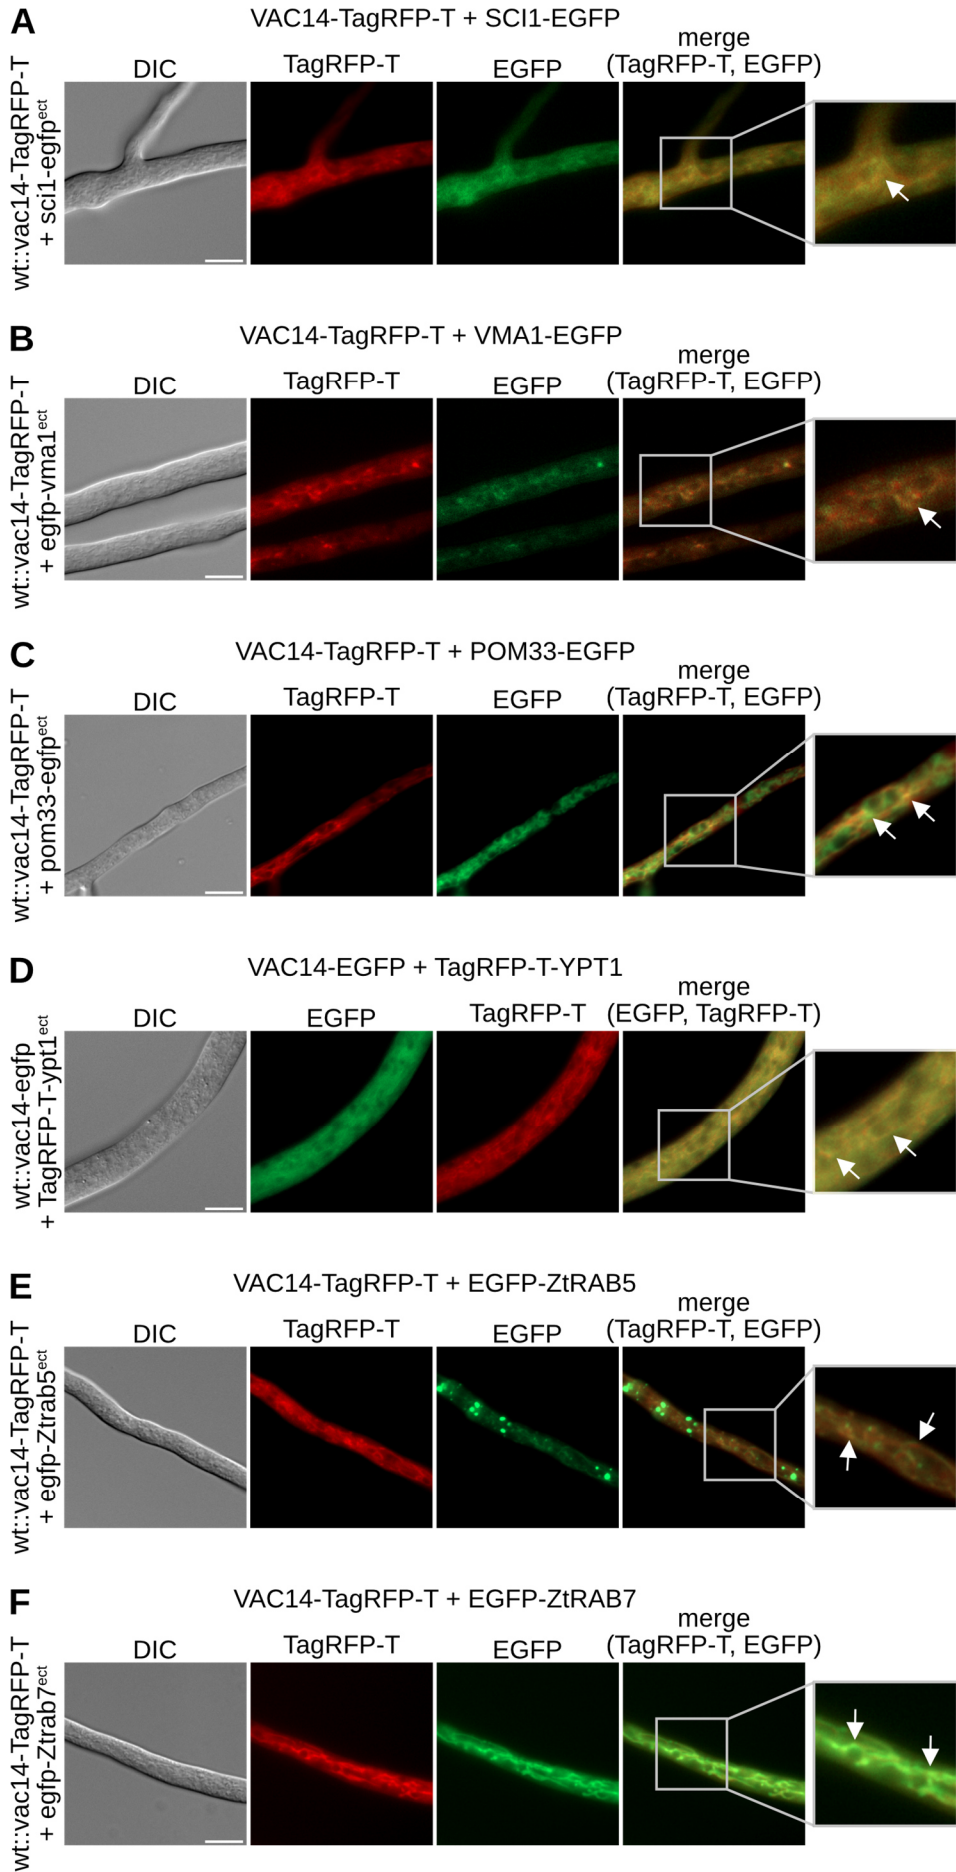 A
VAC14-TagRFP-T + SCI1-EGFP
wt::vac14-TagRFP-T
+ sci1-egfpect
DIC
TagRFP-T
EGFP
merge
(TagRFP-T, EGFP)
B
VAC14-TagRFP-T + VMA1-EGFP
wt::vac14-TagRFP-T
+ egfp-vma1ect
DIC
TagRFP-T
EGFP
merge
(TagRFP-T, EGFP)
C
VAC14-TagRFP-T + POM33-EGFP
wt::vac14-TagRFP-T
+ pom33-egfpect
DIC
TagRFP-T
EGFP
merge
(TagRFP-T, EGFP)
D
VAC14-EGFP + TagRFP-T-YPT1
wt::vac14-egfp
+ TagRFP-T-ypt1ect
DIC
EGFP
TagRFP-T
merge
(EGFP, TagRFP-T)
E
VAC14-TagRFP-T + EGFP-ZtRAB5
wt::vac14-TagRFP-T
+ egfp-Ztrab5ect
DIC
TagRFP-T
EGFP
merge
(TagRFP-T, EGFP)
F
VAC14-TagRFP-T + EGFP-ZtRAB7
wt::vac14-TagRFP-T
+ egfp-Ztrab7ect
DIC
TagRFP-T
EGFP
merge
(TagRFP-T, EGFP)